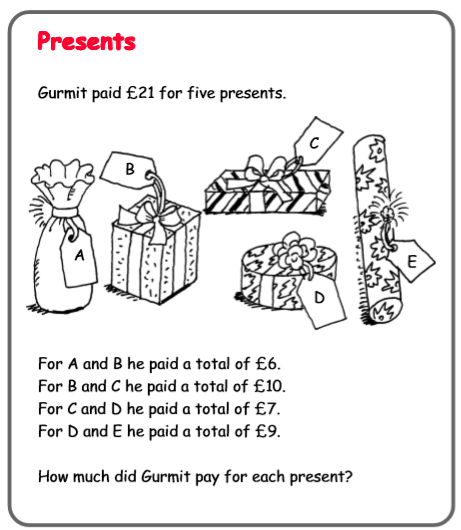 Presents
Gurmit paid £21 for five presents.
A
B
C
D
E
For A and B he paid a total of £6.
For B and C he paid a total of £10.
For C and D he paid a total of £7.
For D and E he paid a total of £9.
How much did Gurmit pay for each present?